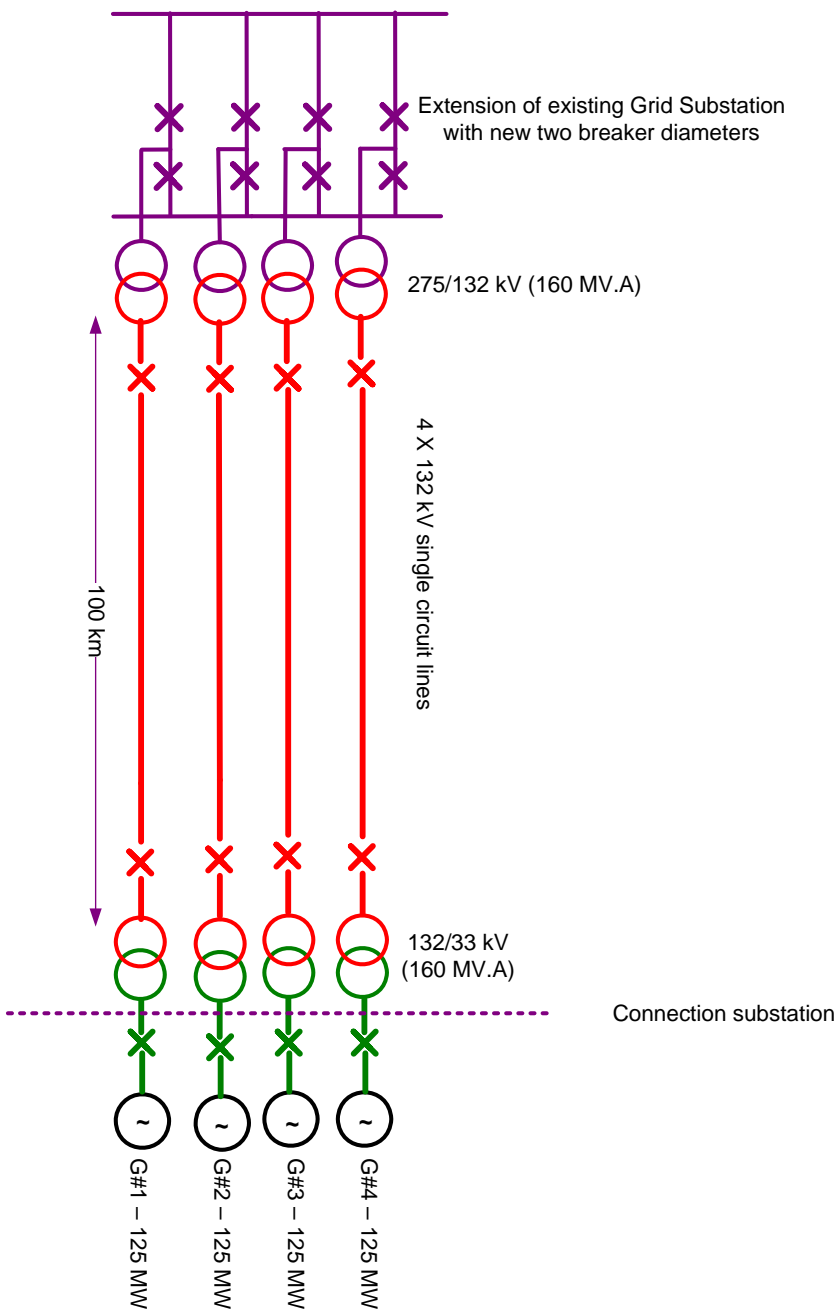 Extension of existing Grid Substation
with new two breaker diameters
275/132 kV (160 MV.A)
4 X 132 kV single circuit lines
100 km
132/33 kV
(160 MV.A)
Connection substation
~
~
~
~
G#1 – 125 MW
G#2 – 125 MW
G#3 – 125 MW
G#4 – 125 MW